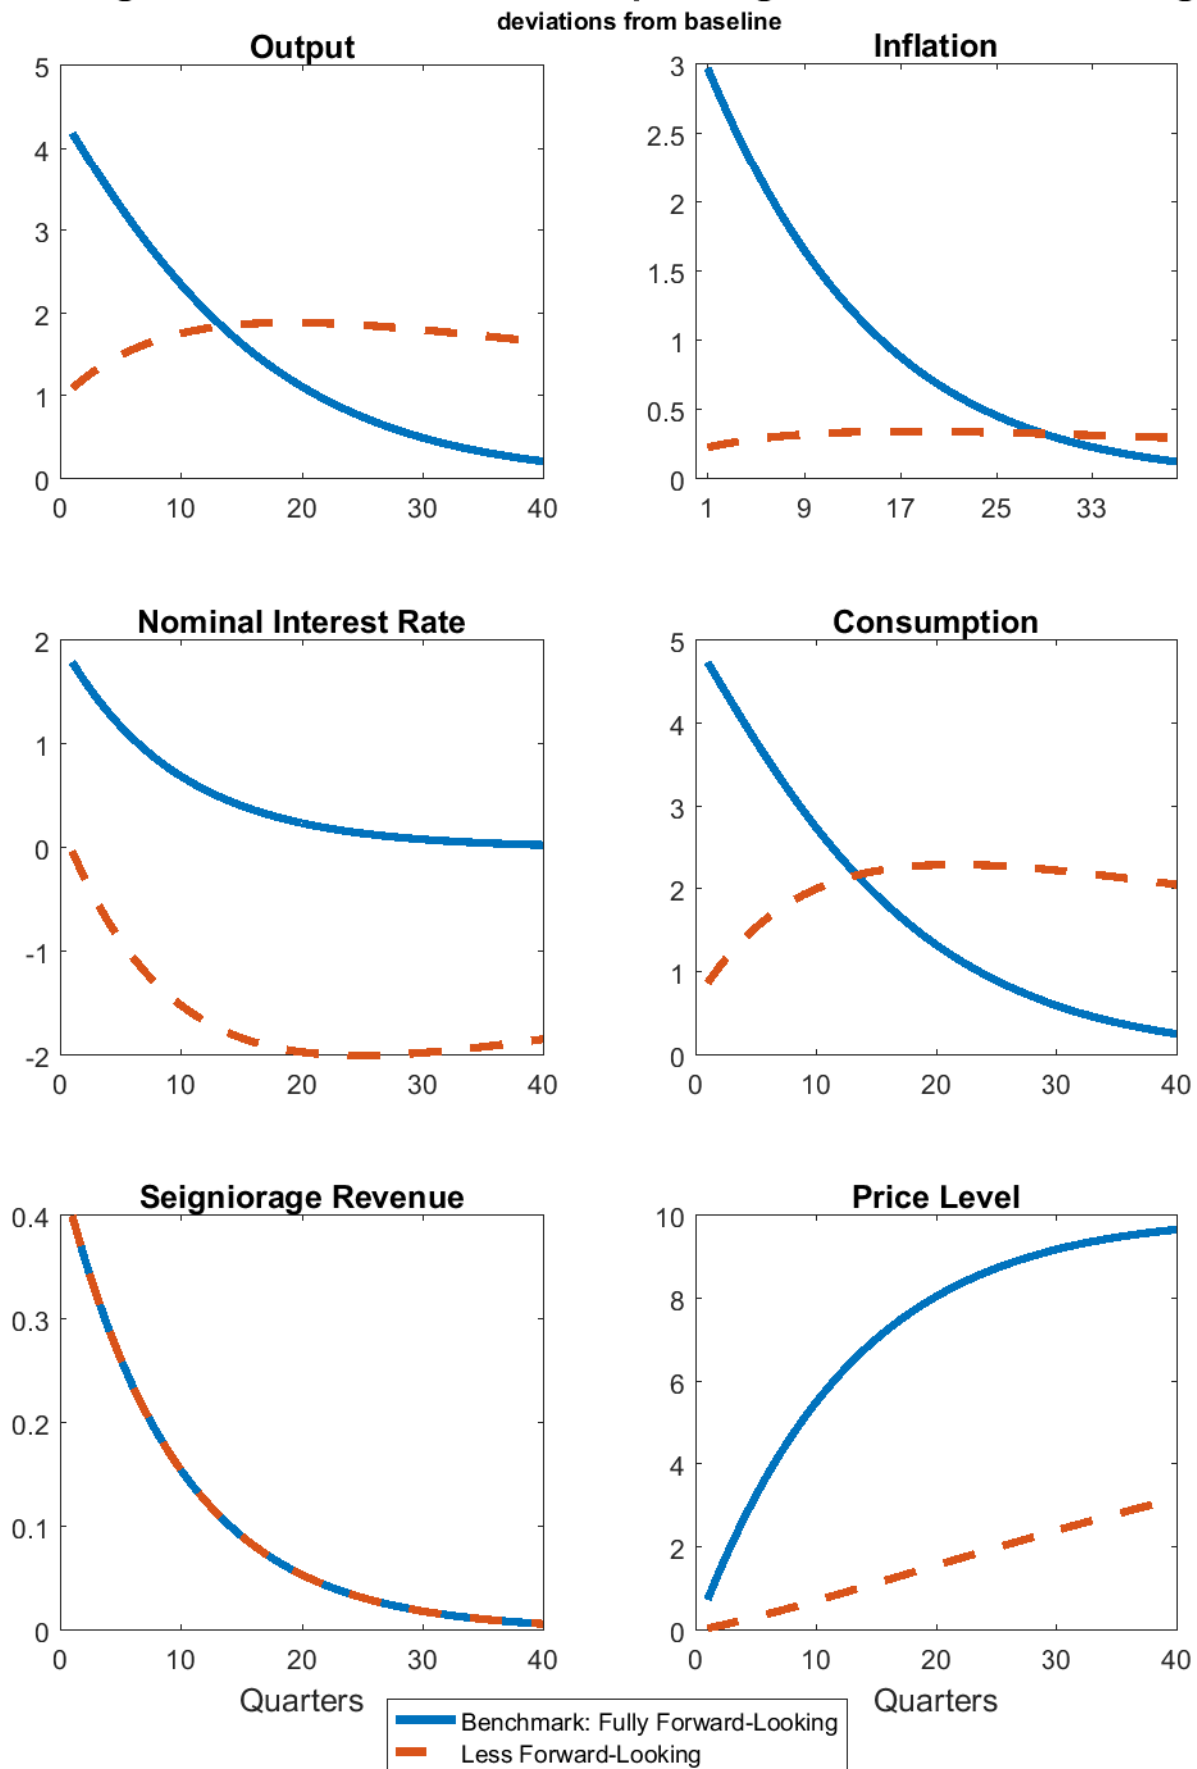 deviations from baseline
Output
Inflation
5
4
3
2
1
0
0 10 20 30 40
3
2.5
2
1.5
1
0.5
0
1 9 17 25 33
Nominal Interest Rate
Consumption
2
1
0
-1
-2
0 10 20 30 40
5
4
3
2
1
0
0 10 20 30 40
Seigniorage Revenue
Price Level
0.4
0.3
0.2
0.1
0
0 10 20 30 40
Quarters
10
8
6
4
2
0
0 10 20 30 40
Quarters
Benchmark: Fully Forward-Looking
Less Forward-Looking